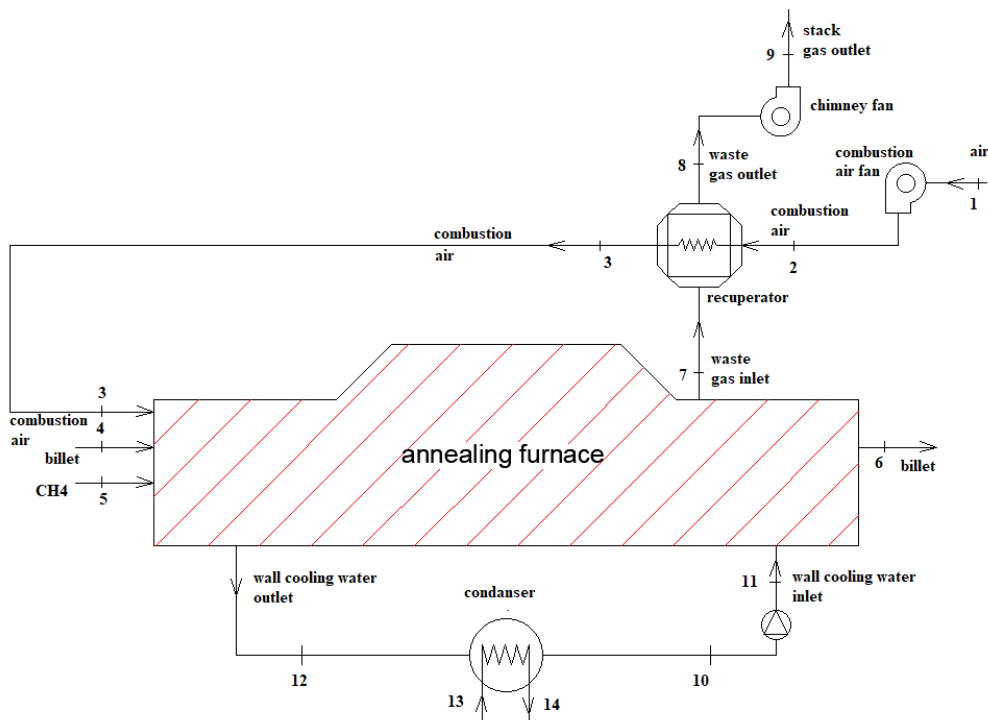 stack
gas outlet
9
chimney fan
combustion
air fan
air
1
8
waste
gas outlet
combustion
air
2
combustion
air
3
recuperator
7
waste
gas inlet
3
combustion
air
4
billet
CH4
5
annealing furnace
6
billet
wall cooling water
outlet
condanser
11
wall cooling water
inlet
12
10
13
14